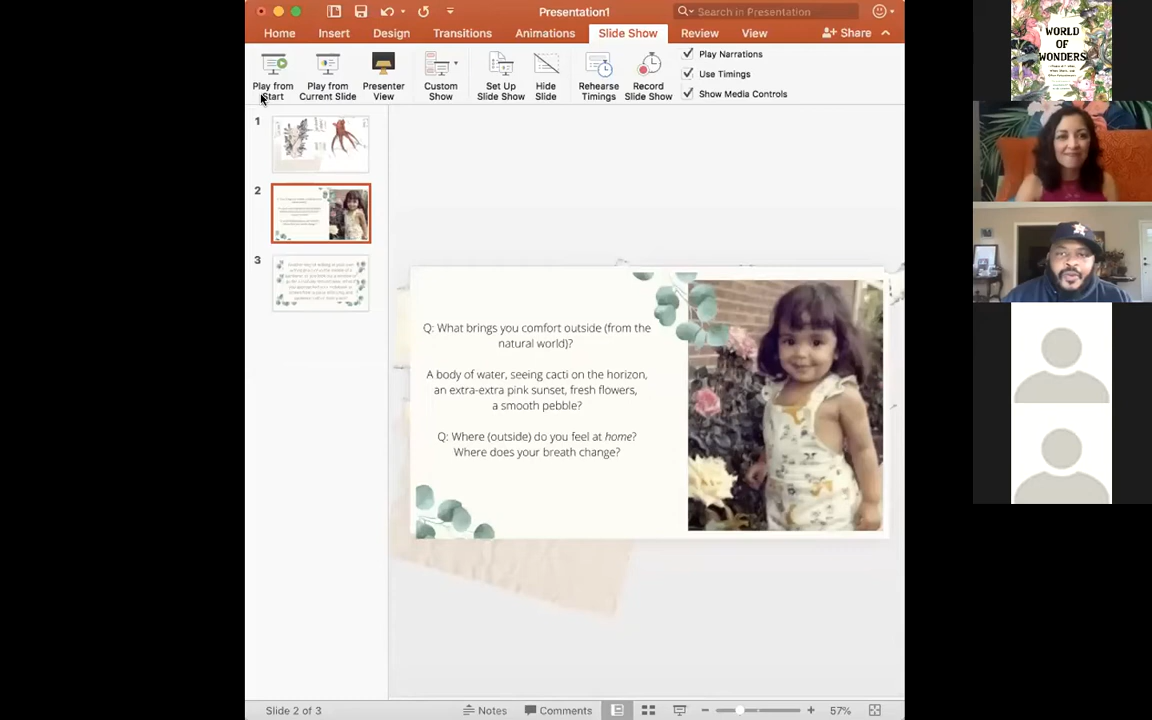 Presentation1
Search in Presentation
Home Insert Design Transitions Animations Slide Show Review View Share
Play from Start
Play from Current Slide
Presenter View
Custom Show
Set Up Slide Show
Hide Slide
Rehearse Timings
Record Slide Show
Play Narrations
Use Timings
Show Media Controls
1
2
3
Q: What brings you comfort outside (from the
natural world)?
A body of water, seeing cacti on the horizon,
an extra-extra pink sunset, fresh flowers,
a smooth pebble?
Q: Where (outside) do you feel at home?
Where does your breath change?
Slide 2 of 3
Notes
Comments
57%
WORLD
OF
WONDERS